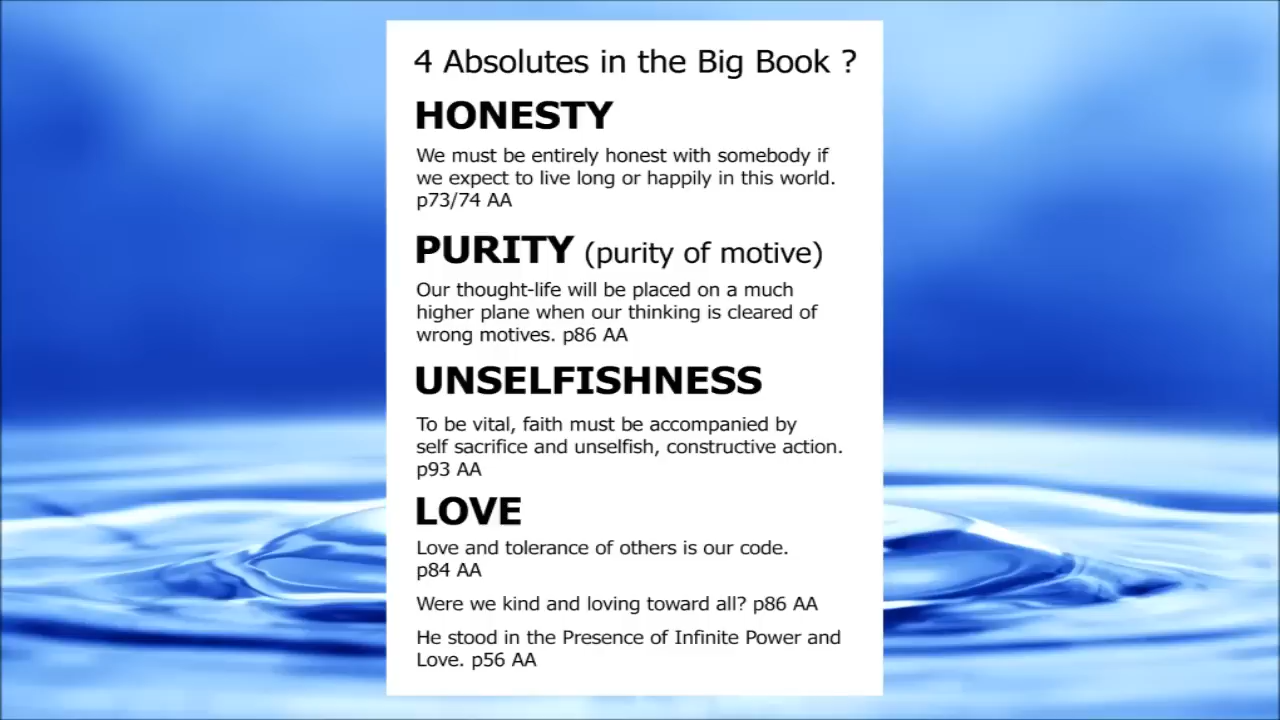 4 Absolutes in the Big Book ?
HONESTY
We must be entirely honest with somebody if
we expect to live long or happily in this world.
p73/74 AA
PURITY (purity of motive)
Our thought-life will be placed on a much
higher plane when our thinking is cleared of
wrong motives. p86 AA
UNSELFISHNESS
To be vital, faith must be accompanied by
self sacrifice and unselfish, constructive action.
p93 AA
LOVE
Love and tolerance of others is our code.
p84 AA
Were we kind and loving toward all? p86 AA
He stood in the Presence of Infinite Power and
Love. p56 AA